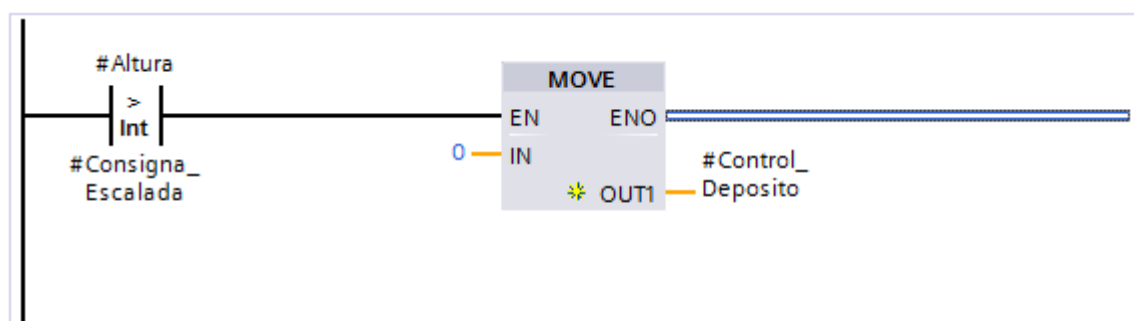 #Altura
>
Int
#Consigna_
Escalada
MOVE
EN ENO
0 IN
OUT1
#Control_
Deposito